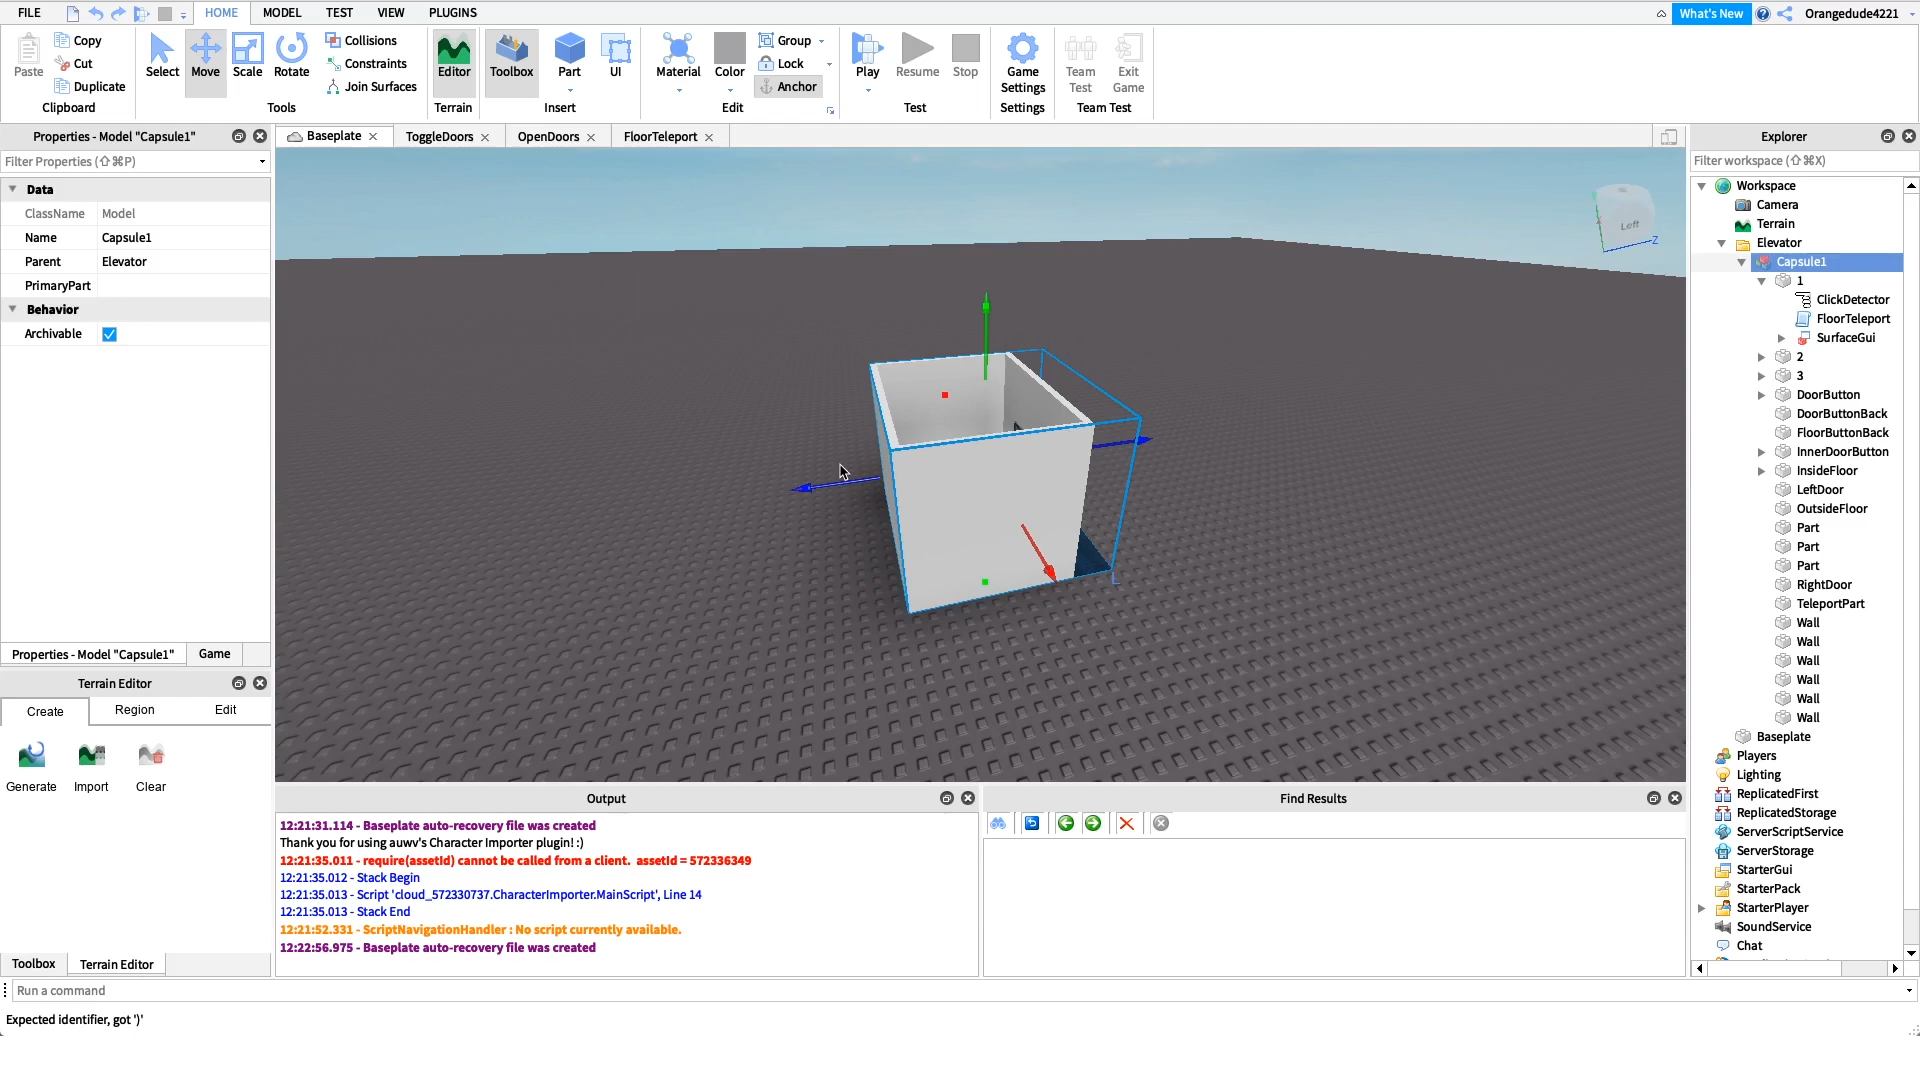 FILE HOME MODEL TEST VIEW PLUGINS What's New Orangedude4221
Paste Copy Cut Duplicate Clipboard
Select Move Scale Rotate Collisions Constraints Join Surfaces Tools
Editor Terrain
Toolbox Part UI Insert
Material Color Group Lock Anchor Edit
Play Resume Stop Test
Game Settings Settings
Team Test Exit Game Team Test
Properties - Model "Capsule1"
Filter Properties (⇧⌘P)
Data
ClassName Model
Name Capsule1
Parent Elevator
PrimaryPart
Behavior
Archivable
Properties - Model "Capsule1" Game
Terrain Editor
Create Region Edit
Generate Import Clear
Toolbox Terrain Editor
Baseplate ToggleDoors OpenDoors FloorTeleport
Left
Z
Output
12:21:31.114 - Baseplate auto-recovery file was created
Thank you for using auwv's Character Importer plugin! :)
12:21:35.011 - require(assetId) cannot be called from a client. assetId = 572336349
12:21:35.012 - Stack Begin
12:21:35.013 - Script 'cloud_572330737.CharacterImporter.MainScript', Line 14
12:21:35.013 - Stack End
12:21:52.331 - ScriptNavigationHandler : No script currently available.
12:22:56.975 - Baseplate auto-recovery file was created
Find Results
Explorer
Filter workspace (⇧⌘X)
Workspace
Camera
Terrain
Elevator
Capsule1
1
ClickDetector
FloorTeleport
SurfaceGui
2
3
DoorButton
DoorButtonBack
FloorButtonBack
InnerDoorButton
InsideFloor
LeftDoor
OutsideFloor
Part
Part
Part
RightDoor
TeleportPart
Wall
Wall
Wall
Wall
Wall
Wall
Baseplate
Players
Lighting
ReplicatedFirst
ReplicatedStorage
ServerScriptService
ServerStorage
StarterGui
StarterPack
StarterPlayer
SoundService
Chat
Run a command
Expected identifier, got ')'